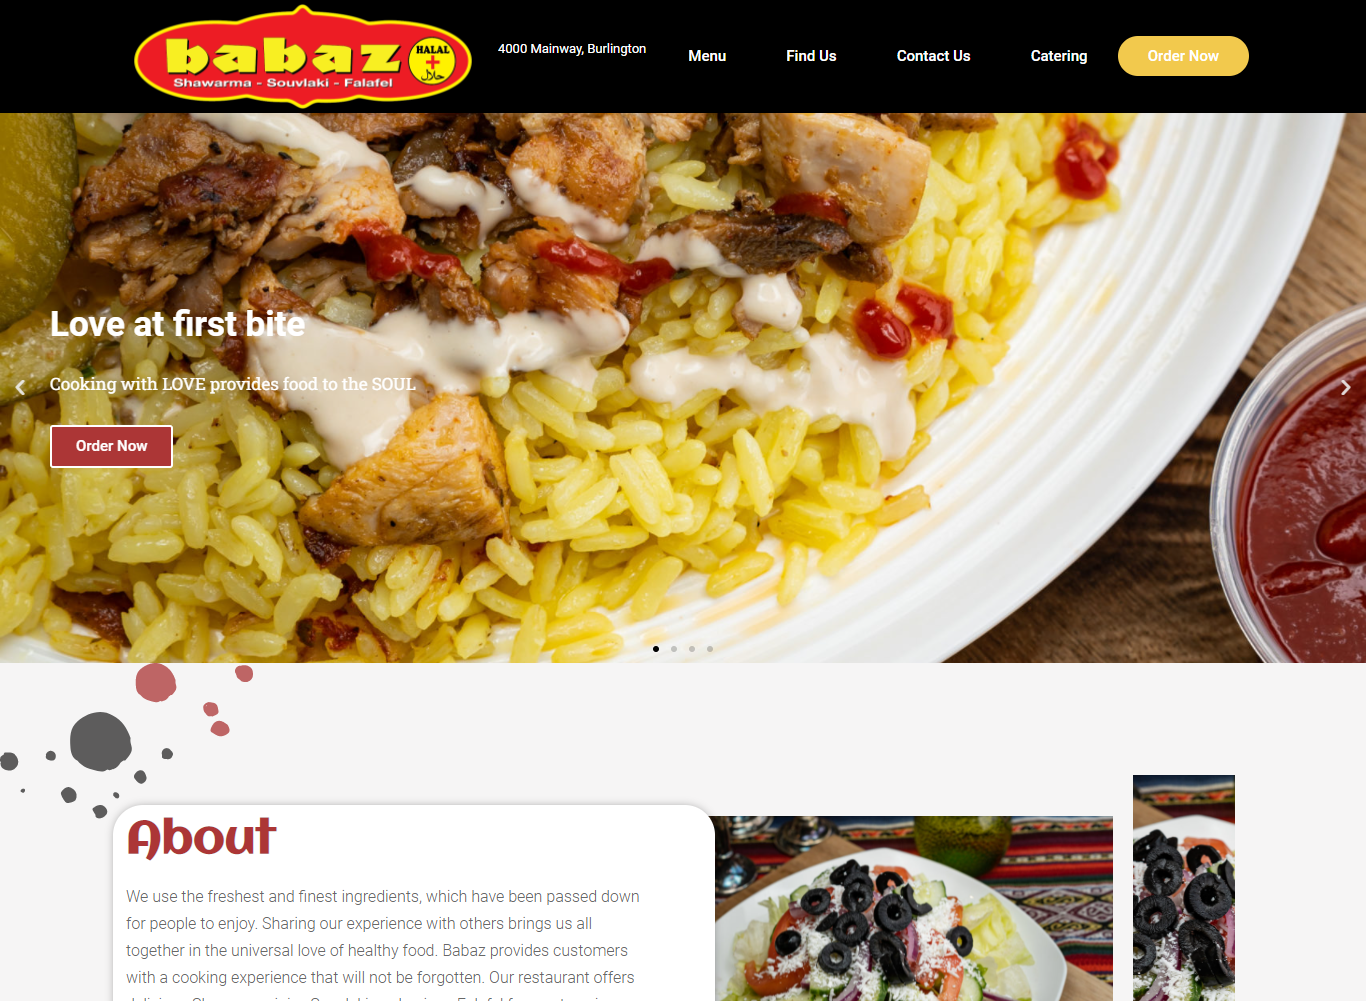 babaz
HALAL
حلال
Shawarma - Souvlaki - Falafel
4000 Mainway, Burlington
Menu
Find Us
Contact Us
Catering
Order Now
Love at first bite
Cooking with LOVE provides food to the SOUL
Order Now
About
We use the freshest and finest ingredients, which have been passed down
for people to enjoy. Sharing our experience with others brings us all
together in the universal love of healthy food. Babaz provides customers
with a cooking experience that will not be forgotten. Our restaurant offers